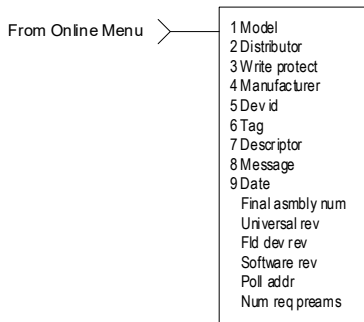 From Online Menu
1 Model
2 Distributor
3 Write protect
4 Manufacturer
5 Dev id
6 Tag
7 Descriptor
8 Message
9 Date
Final asmbly num
Universal rev
Fld dev rev
Software rev
Poll addr
Num req preams